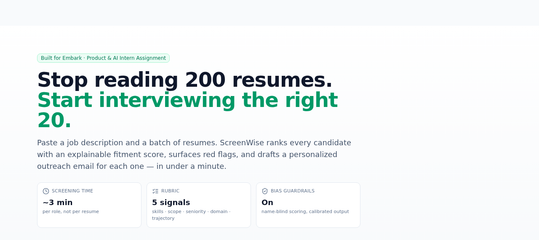 Built for Embark · Product & AI Intern Assignment
Stop reading 200 resumes.
Start interviewing the right
20.
Paste a job description and a batch of resumes. ScreenWise ranks every candidate
with an explainable fitment score, surfaces red flags, and drafts a personalized
outreach email for each one — in under a minute.
SCREENING TIME
~3 min
per role, not per resume
RUBRIC
5 signals
skills · scope · seniority · domain ·
trajectory
BIAS GUARDRAILS
On
name-blind scoring, calibrated output